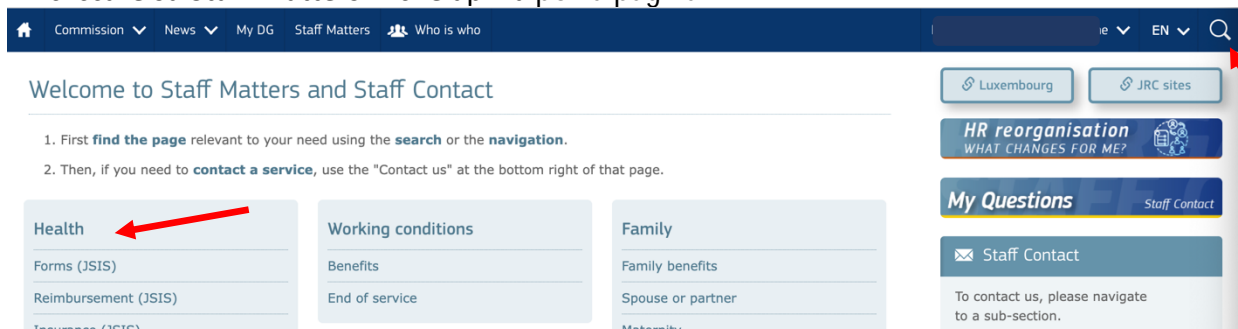 Commission News My DG Staff Matters Who is who EN
Welcome to Staff Matters and Staff Contact
1. First find the page relevant to your need using the search or the navigation.
2. Then, if you need to contact a service, use the "Contact us" at the bottom right of that page.
Health
Forms (JSIS)
Reimbursement (JSIS)
Insurance (JSIS)
Working conditions
Benefits
End of service
Family
Family benefits
Spouse or partner
Maternity
Luxembourg
JRC sites
HR reorganisation
WHAT CHANGES FOR ME?
My Questions
Staff Contact
Staff Contact
To contact us, please navigate
to a sub-section.